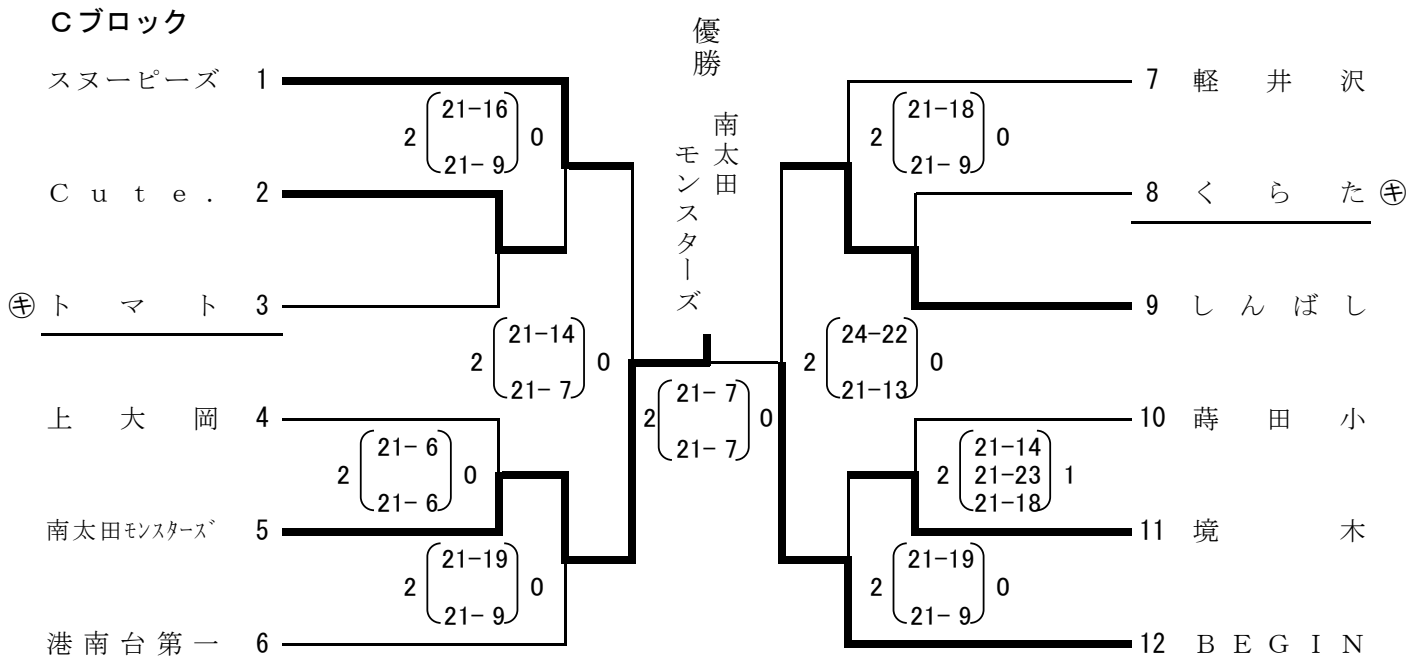 Cブロック
優勝
南太田
モンスターズ
スヌーピーズ 1
2 (21-16 21-9) 0
Cute. 2
㋖トマト 3
2 (21-14 21-7) 0
上大岡 4
2 (21-6 21-6) 0
南太田モンスターズ 5
2 (21-19 21-9) 0
港南台第一 6
2 (21-7 21-7) 0
7 軽井沢
2 (21-18 21-9) 0
8 くらた㋖
9 しんばし
2 (24-22 21-13) 0
10 蒔田小
2 (21-14 21-23 21-18) 1
11 境木
2 (21-19 21-9) 0
12 BEGIN